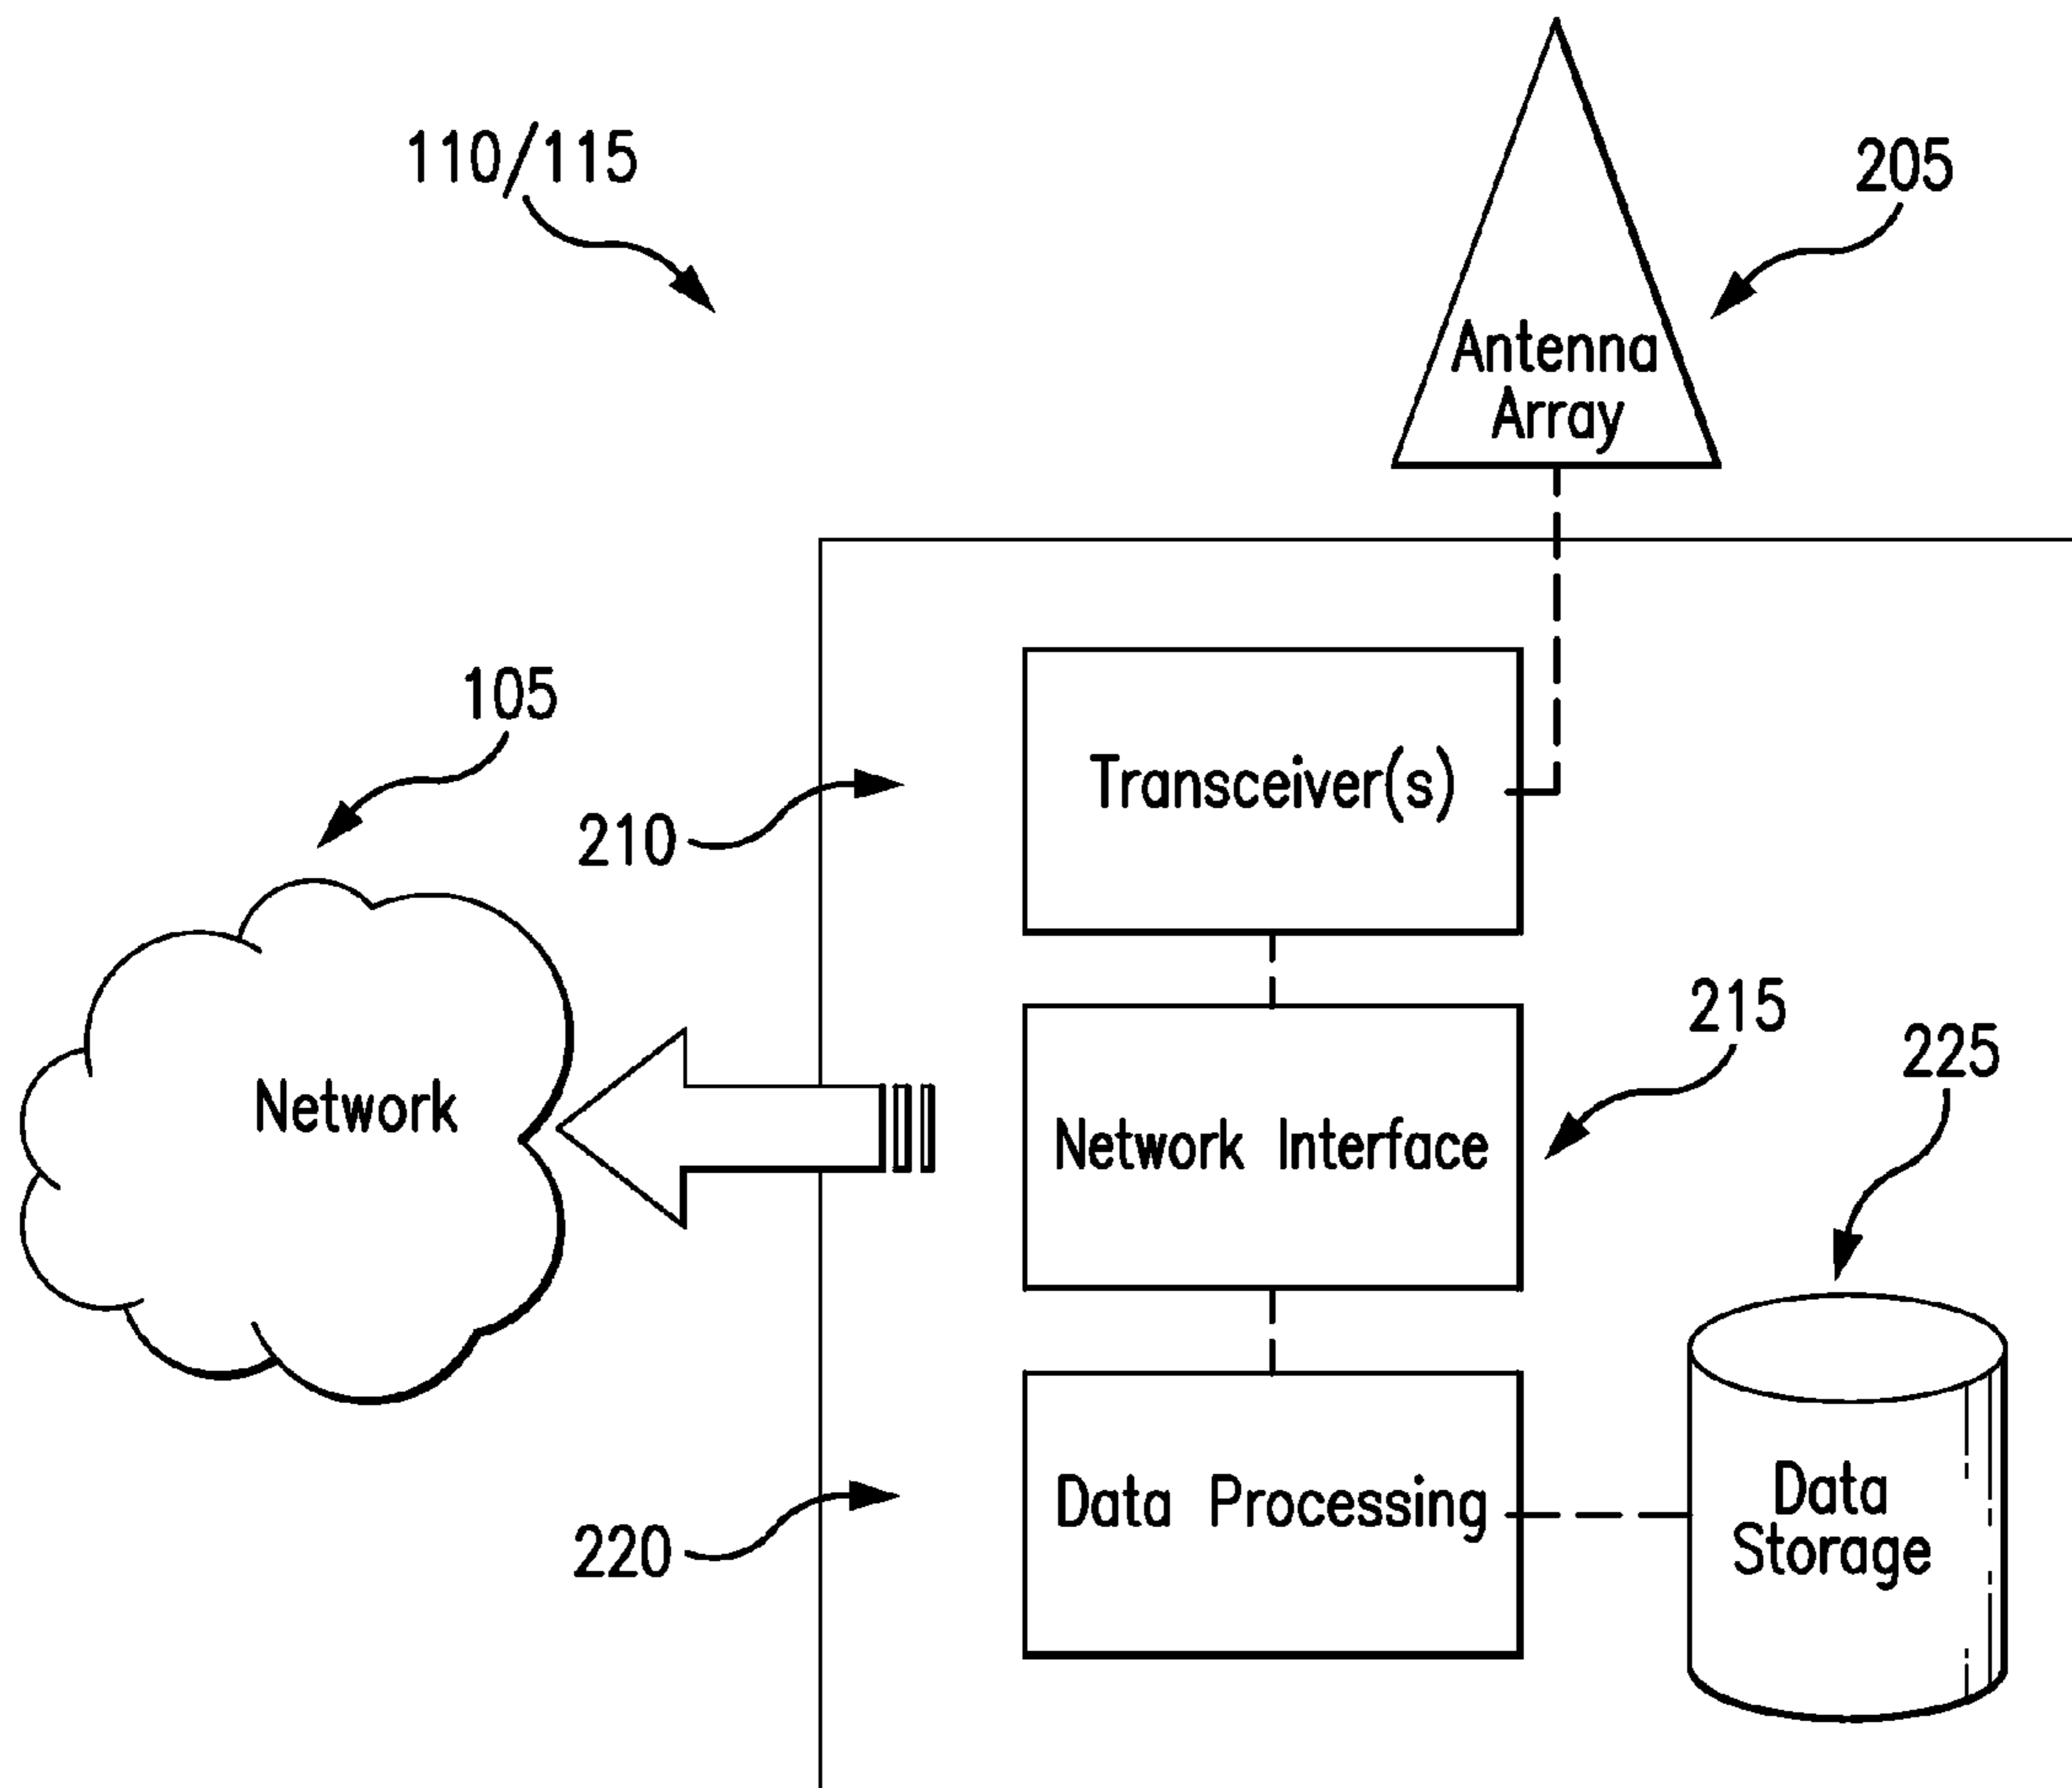 110/115
205
Antenna
Array
105
Transceiver(s)
210
215
225
Network
Network Interface
Data Processing
Data
Storage
220